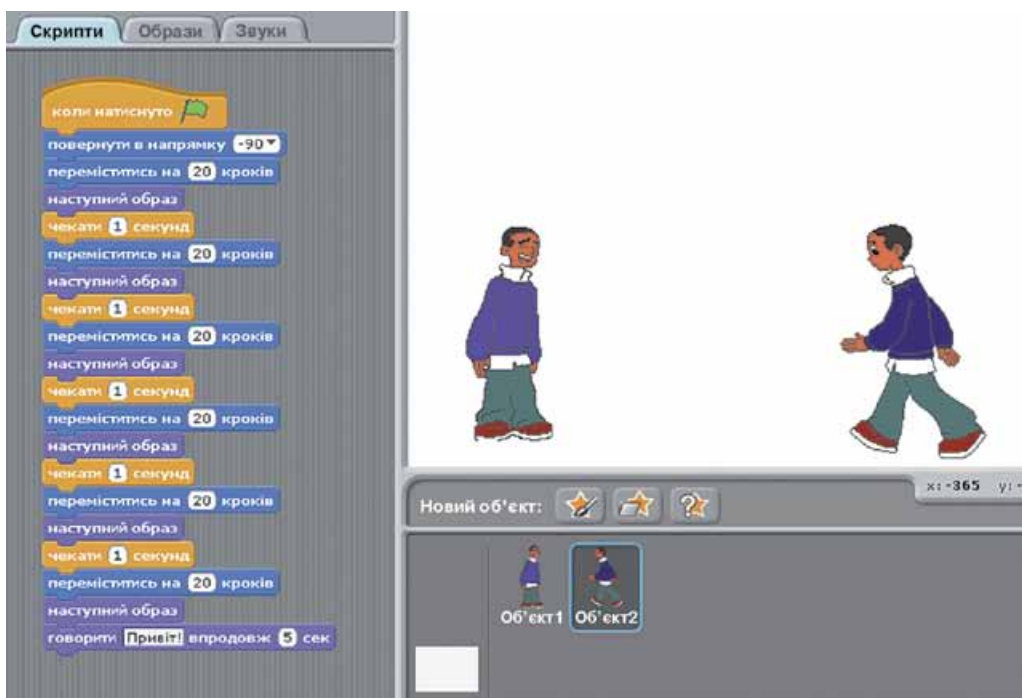 Скрипти Образи Звуки
коли натиснуто
повернути в напрямку -90
переміститись на 20 кроків
наступний образ
чекати 1 секунд
переміститись на 20 кроків
наступний образ
чекати 1 секунд
переміститись на 20 кроків
наступний образ
чекати 1 секунд
переміститись на 20 кроків
наступний образ
чекати 1 секунд
переміститись на 20 кроків
наступний образ
чекати 1 секунд
переміститись на 20 кроків
наступний образ
говорити Привіт! впродовж 5 сек
x: -365 y: -
Новий об'єкт:
Об'єкт1 Об'єкт2